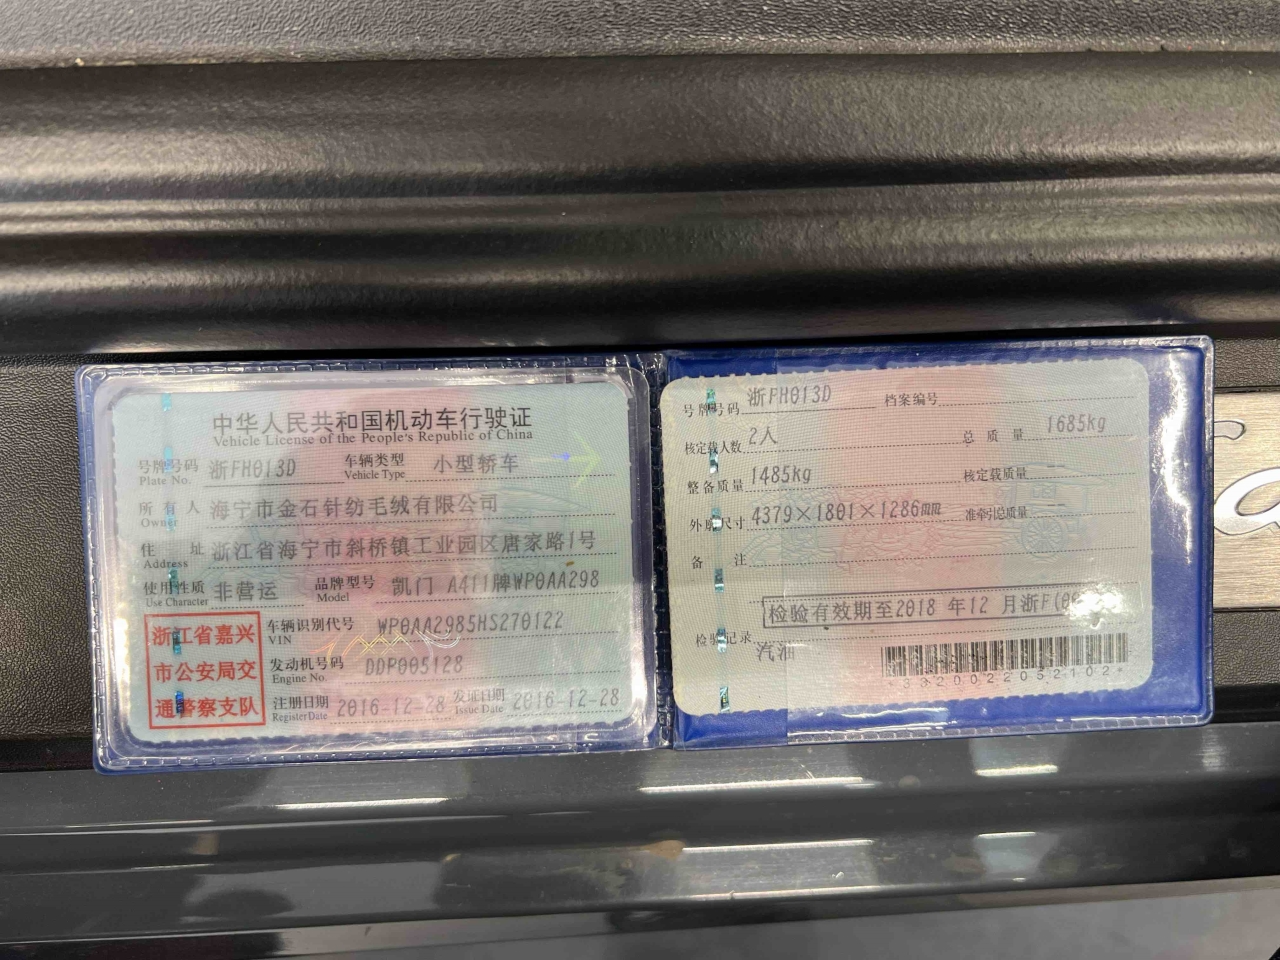 中华人民共和国机动车行驶证
Vehicle License of the People's Republic of China
号牌号码 浙FH013D 车辆类型 小型轿车
Plate No. Vehicle Type
所有人 海宁市金石针纺毛绒有限公司
Owner
住址 浙江省海宁市斜桥镇工业园区唐家路1号
Address
使用性质 非营运 品牌型号 凯门 A411牌WP0AA298
Use Character Model
浙江省嘉兴
市公安局交
通警察支队
车辆识别代号 WP0AA2985HS270122
VIN
发动机号码 DDP005128
Engine No.
注册日期 2016-12-28 发证日期 2016-12-28
Register Date Issue Date
号牌号码 浙FH013D 档案编号
核定载人数 2人 总质量 1685kg
整备质量 1485kg 核定载质量
外廓尺寸 4379×1801×1286mm 准牵引总质量
备注
检验有效期至2018 年12 月浙F(
检验记录
汽油
*3320022052102*